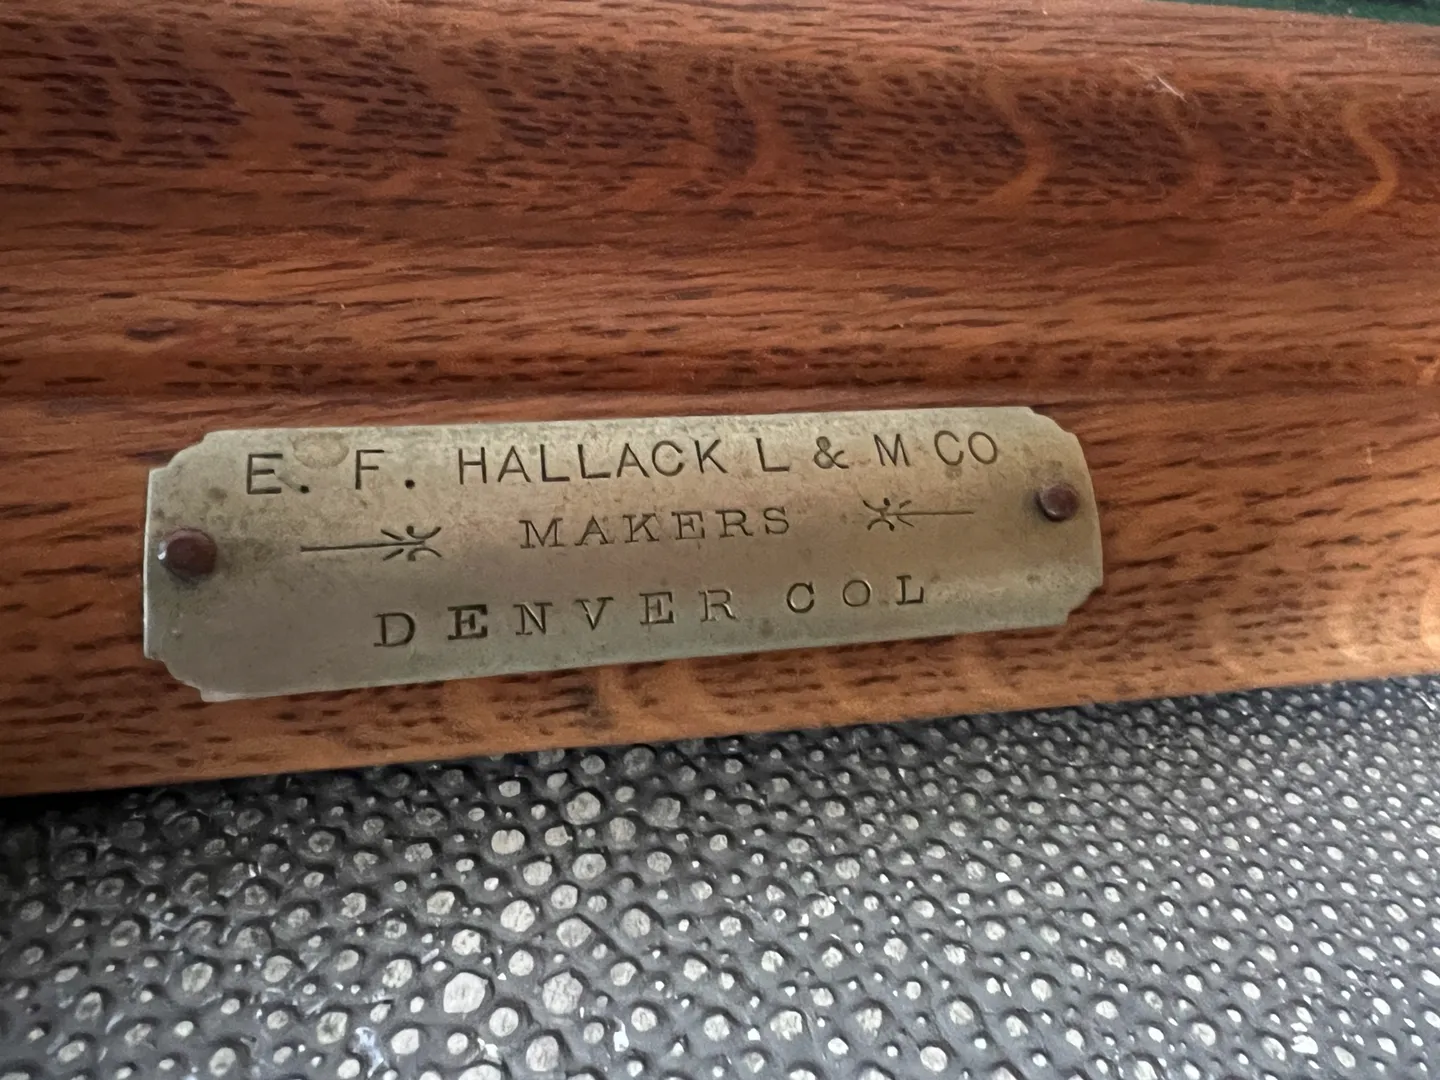 E. F. HALLACK L & M CO
MAKERS
DENVER COL